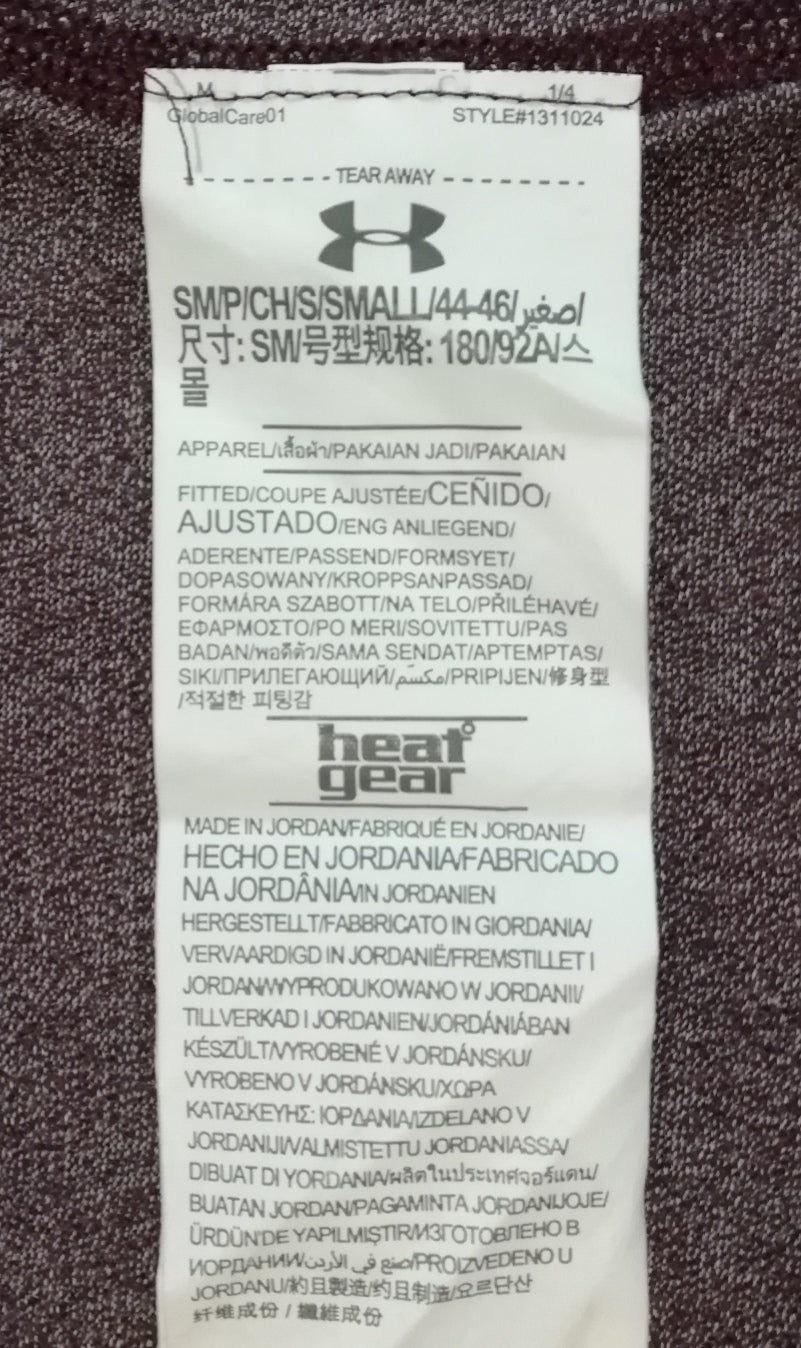 M 1/4
GlobalCare01 STYLE#1311024
TEAR AWAY
SM/P/CH/S/SMALL/44-46/صغير/
尺寸: SM/号型规格: 180/92A/스
몰
APPAREL/เสื้อผ้า/PAKAIAN JADI/PAKAIAN
FITTED/COUPE AJUSTÉE/CEÑIDO/
AJUSTADO/ENG ANLIEGEND/
ADERENTE/PASSEND/FORMSYET/
DOPASOWANY/KROPPSANPASSAD/
FORMÁRA SZABOTT/NA TELO/PŘILÉHAVÉ/
ΕΦΑΡΜΟΣΤΟ/PO MERI/SOVITETTU/PAS
BADAN/พอดีตัว/SAMA SENDAT/APTEMPTAS/
SIKI/ПРИЛЕГАЮЩИЙ/مكسّم/PRIPIJEN/修身型
/적절한 피팅감
heat
gear
MADE IN JORDAN/FABRIQUÉ EN JORDANIE/
HECHO EN JORDANIA/FABRICADO
NA JORDÂNIA/IN JORDANIEN
HERGESTELLT/FABBRICATO IN GIORDANIA/
VERVAARDIGD IN JORDANIË/FREMSTILLET I
JORDAN/WYPRODUKOWANO W JORDANII/
TILLVERKAD I JORDANIEN/JORDÁNIÁBAN
KÉSZÜLT/VYROBENÉ V JORDÁNSKU/
VYROBENO V JORDÁNSKU/ΧΩΡΑ
ΚΑΤΑΣΚΕΥΗΣ: ΙΟΡΔΑΝΙΑ/IZDELANO V
JORDANIJI/VALMISTETTU JORDANIASSA/
DIBUAT DI YORDANIA/ผลิตในประเทศจอร์แดน/
BUATAN JORDAN/PAGAMINTA JORDANIJOJE/
ÜRDÜN'DE YAPILMIŞTIR/ИЗГОТОВЛЕНО В
ИОРДАНИИ/صنع في الأردن/PROIZVEDENO U
JORDANU/約旦製造/约旦制造/요르단산
纤维成份 / 纖維成份